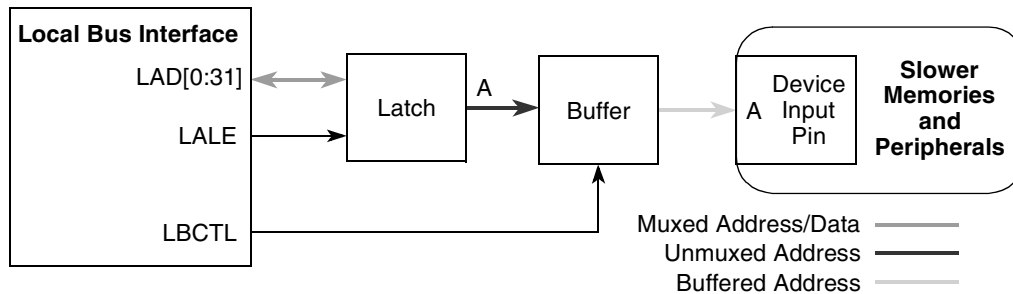 Local Bus Interface
LAD[0:31]
LALE
LBCTL
Latch
A
Buffer
A
Device
Input
Pin
Slower
Memories
and
Peripherals
Muxed Address/Data
Unmuxed Address
Buffered Address